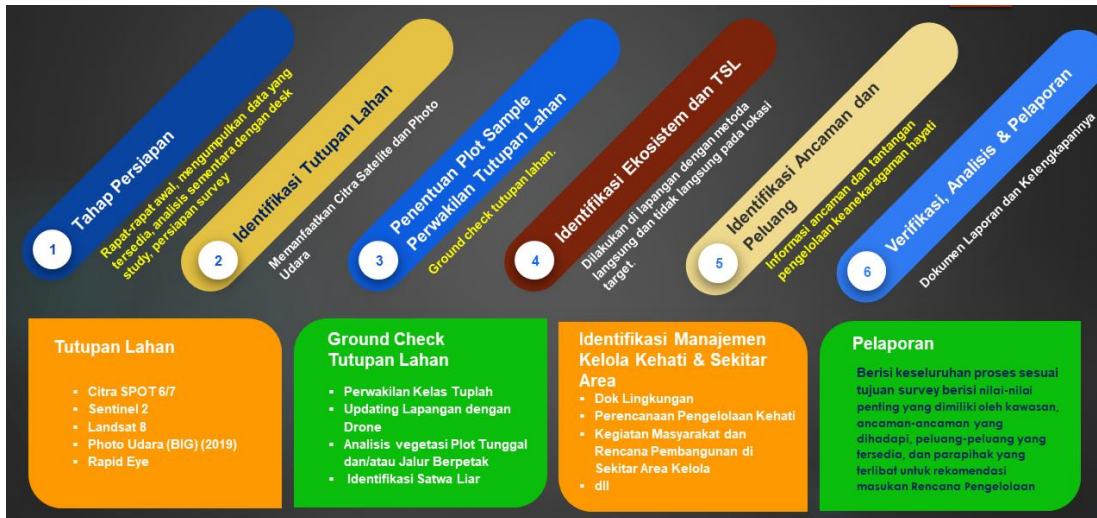 1
Tahap Persiapan
Rapat-rapat awal, mengumpulkan data yang
tersedia, analisis sementara dengan desk
study, persiapan survey
2
Identifikasi Tutupan Lahan
Memanfaatkan Citra Satelite dan Photo
Udara
3
Penentuan Plot Sample
Perwakilan Tutupan Lahan
Ground check tutupan lahan.
4
Identifikasi Ekosistem dan TSL
Dilakukan di lapangan dengan metoda
langsung dan tidak langsung pada lokasi
target.
5
Identifikasi Ancaman dan
Peluang
Informasi ancaman dan tantangan
pengelolaan keanekaragaman hayati
6
Verifikasi, Analisis & Pelaporan
Dokumen Laporan dan Kelengkapannya
Tutupan Lahan
▪ Citra SPOT 6/7
▪ Sentinel 2
▪ Landsat 8
▪ Photo Udara (BIG) (2019)
▪ Rapid Eye
Ground Check
Tutupan Lahan
▪ Perwakilan Kelas Tuplah
▪ Updating Lapangan dengan
Drone
▪ Analisis vegetasi Plot Tunggal
dan/atau Jalur Berpetak
▪ Identifikasi Satwa Liar
Identifikasi Manajemen
Kelola Kehati & Sekitar
Area
▪ Dok Lingkungan
▪ Perencanaan Pengelolaan Kehati
▪ Kegiatan Masyarakat dan
Rencana Pembangunan di
Sekitar Area Kelola
▪ dll
Pelaporan
Berisi keseluruhan proses sesuai
tujuan survey berisi nilai-nilai
penting yang dimiliki oleh kawasan,
ancaman-ancaman yang
dihadapi, peluang-peluang yang
tersedia, dan parapihak yang
terlibat untuk rekomendasi
masukan Rencana Pengelolaan